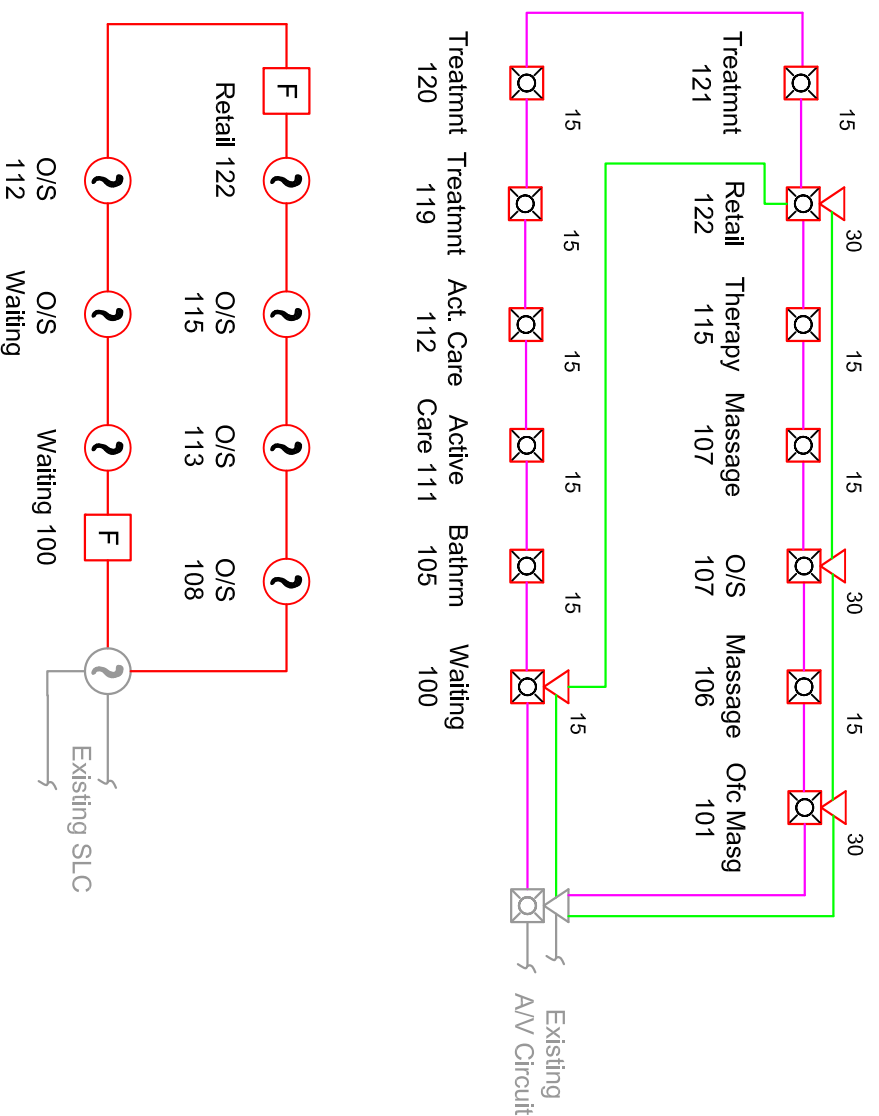 15
30
15
15
30
15
30
Treatmnt
121
Retail
122
Therapy
115
Massage
107
O/S
107
Massage
106
Ofc Masg
101
15
15
15
15
15
15
Treatmnt
120
Treatmnt
119
Act. Care
112
Active
Care 111
Bathrm
105
Waiting
100
Existing
A/V Circuit
F
Retail 122
O/S
115
O/S
113
O/S
108
F
O/S
112
O/S
Waiting
Waiting 100
Existing SLC